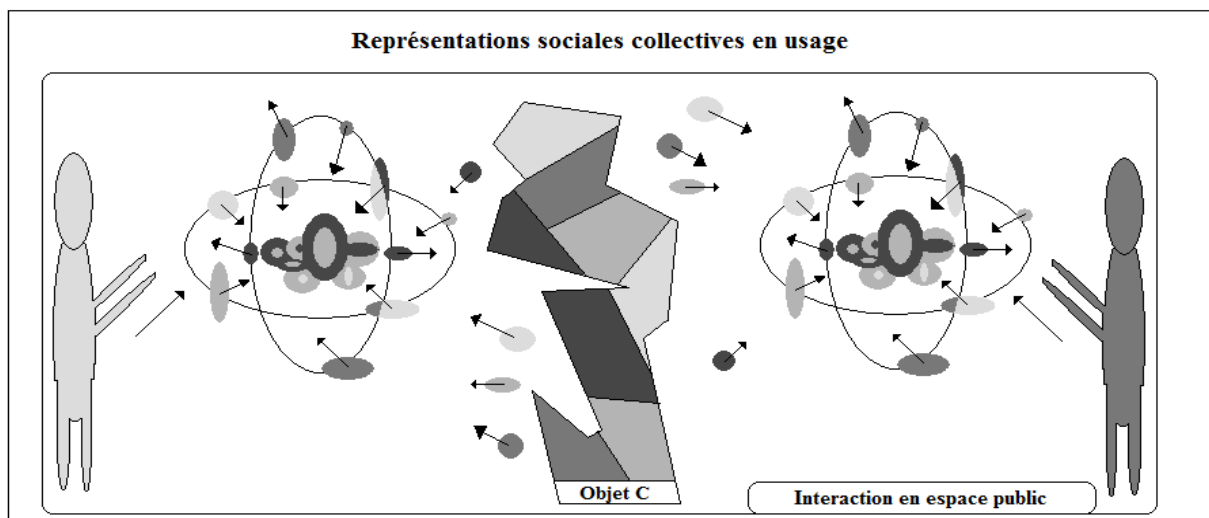 Représentations sociales collectives en usage
Objet C
Interaction en espace public